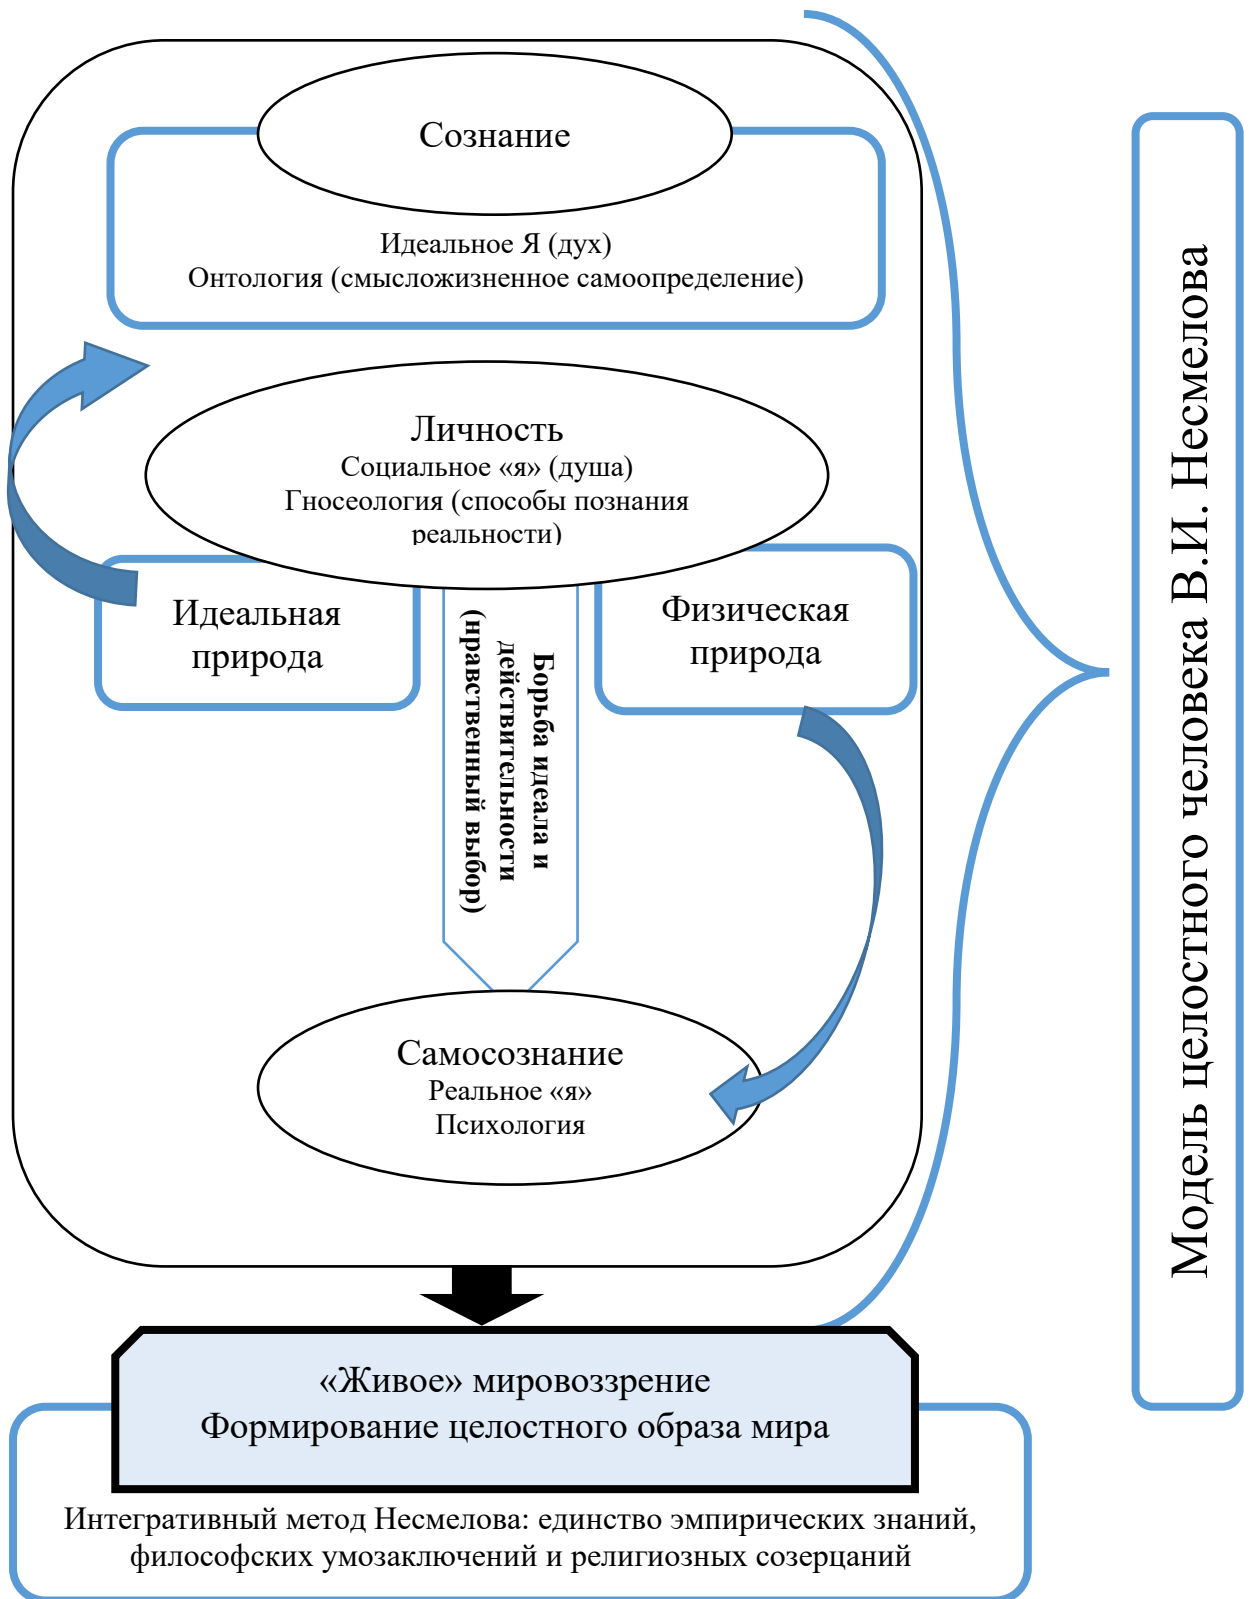 Сознание
Идеальное Я (дух)
Онтология (смысложизненное самоопределение)
Личность
Социальное «я» (душа)
Гносеология (способы познания
реальности)
Идеальная
природа
Физическая
природа
Борьба идеала и
действительности
(нравственный выбор)
Самосознание
Реальное «я»
Психология
«Живое» мировоззрение
Формирование целостного образа мира
Интегративный метод Несмелова: единство эмпирических знаний,
философских умозаключений и религиозных созерцаний
Модель целостного человека В.И. Несмелова